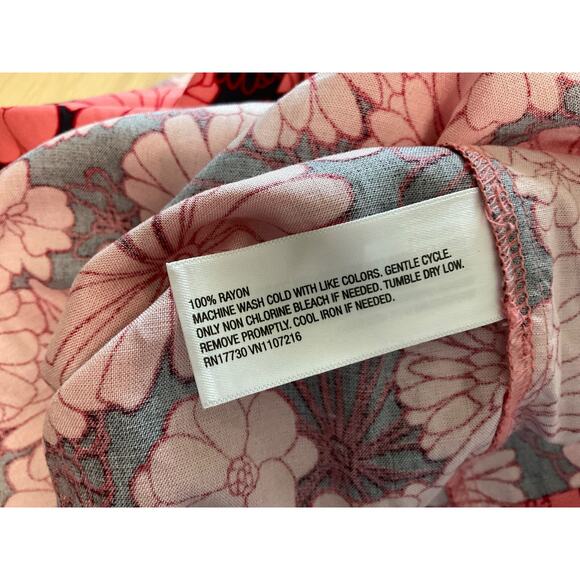 100% RAYON
MACHINE WASH COLD WITH LIKE COLORS. GENTLE CYCLE.
ONLY NON CHLORINE BLEACH IF NEEDED. TUMBLE DRY LOW.
REMOVE PROMPTLY. COOL IRON IF NEEDED.
RN17730 VN1107216